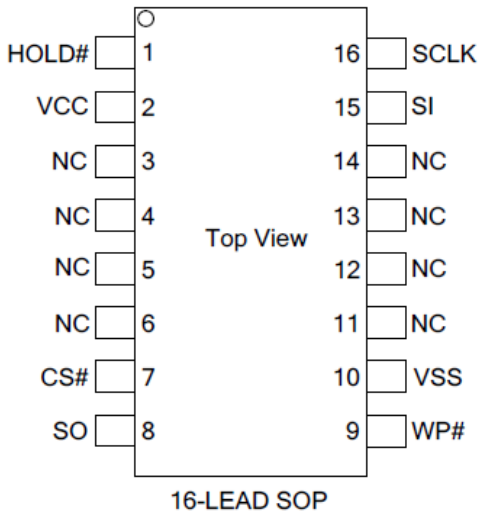 HOLD# 1 16 SCLK
VCC 2 15 SI
NC 3 14 NC
NC 4 13 NC
Top View
NC 5 12 NC
NC 6 11 NC
CS# 7 10 VSS
SO 8 9 WP#
16-LEAD SOP